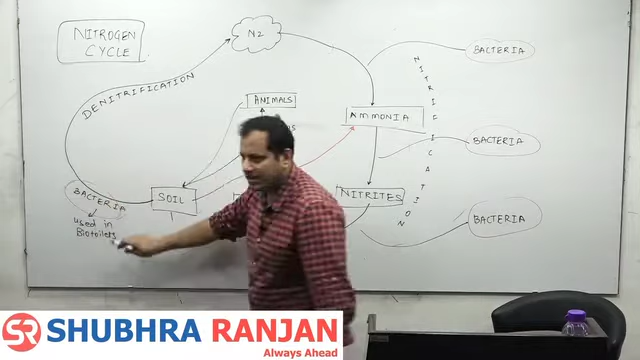 NITROGEN
CYCLE
N2
BACTERIA
DENITRIFICATION
NITRIFICATION
ANIMALS
AMMONIA
BACTERIA
BACTERIA
SOIL
NITRITES
BACTERIA
used in
Biotoilets
SR SHUBHRA RANJAN
Always Ahead